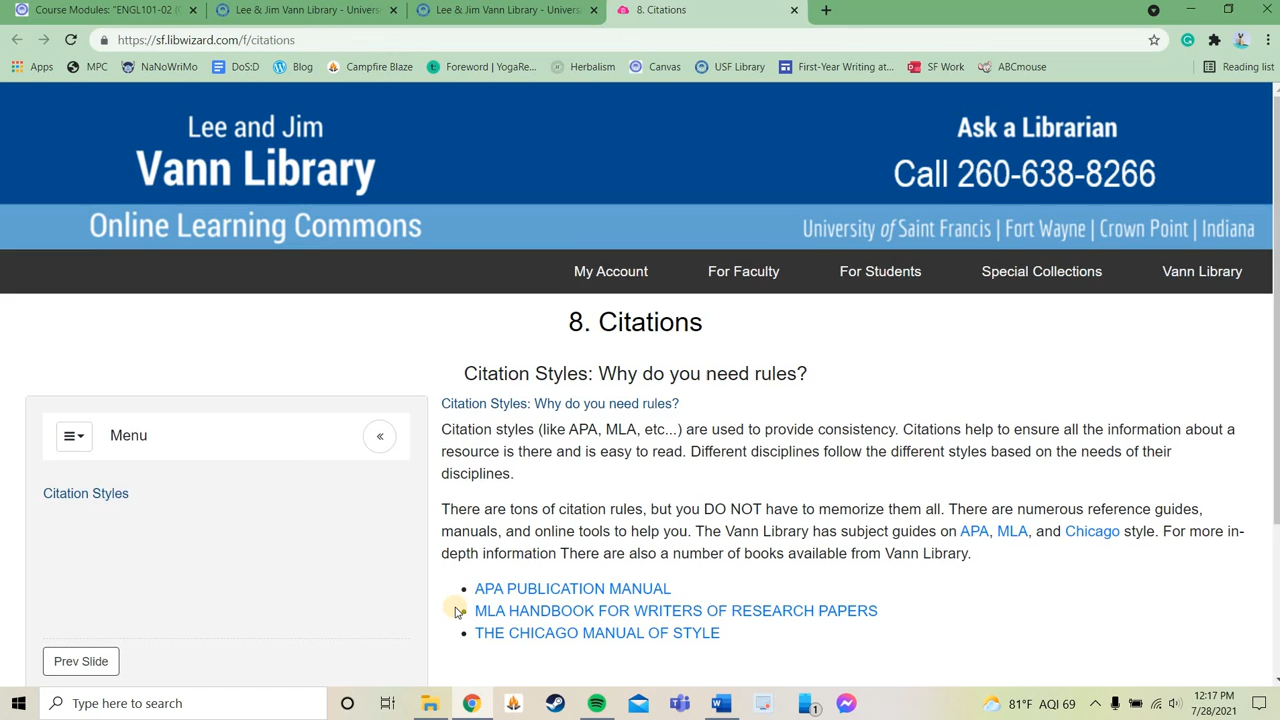 Course Modules: "ENGL101-02 (
Lee & Jim Vann Library - Univers
Lee & Jim Vann Library - Univers
8. Citations
https://sf.libwizard.com/f/citations
Apps
MPC
NaNoWriMo
DoS:D
Blog
Campfire Blaze
Foreword | YogaRe...
Herbalism
Canvas
USF Library
First-Year Writing at...
SF Work
ABCmouse
Reading list
Lee and Jim
Vann Library
Online Learning Commons
Ask a Librarian
Call 260-638-8266
University of Saint Francis | Fort Wayne | Crown Point | Indiana
My Account
For Faculty
For Students
Special Collections
Vann Library
8. Citations
Citation Styles: Why do you need rules?
Menu
Citation Styles
Prev Slide
Citation Styles: Why do you need rules?
Citation styles (like APA, MLA, etc...) are used to provide consistency. Citations help to ensure all the information about a
resource is there and is easy to read. Different disciplines follow the different styles based on the needs of their
disciplines.
There are tons of citation rules, but you DO NOT have to memorize them all. There are numerous reference guides,
manuals, and online tools to help you. The Vann Library has subject guides on APA, MLA, and Chicago style. For more in-
depth information There are also a number of books available from Vann Library.
APA PUBLICATION MANUAL
MLA HANDBOOK FOR WRITERS OF RESEARCH PAPERS
THE CHICAGO MANUAL OF STYLE
Type here to search
1
81°F AQI 69
12:17 PM
7/28/2021